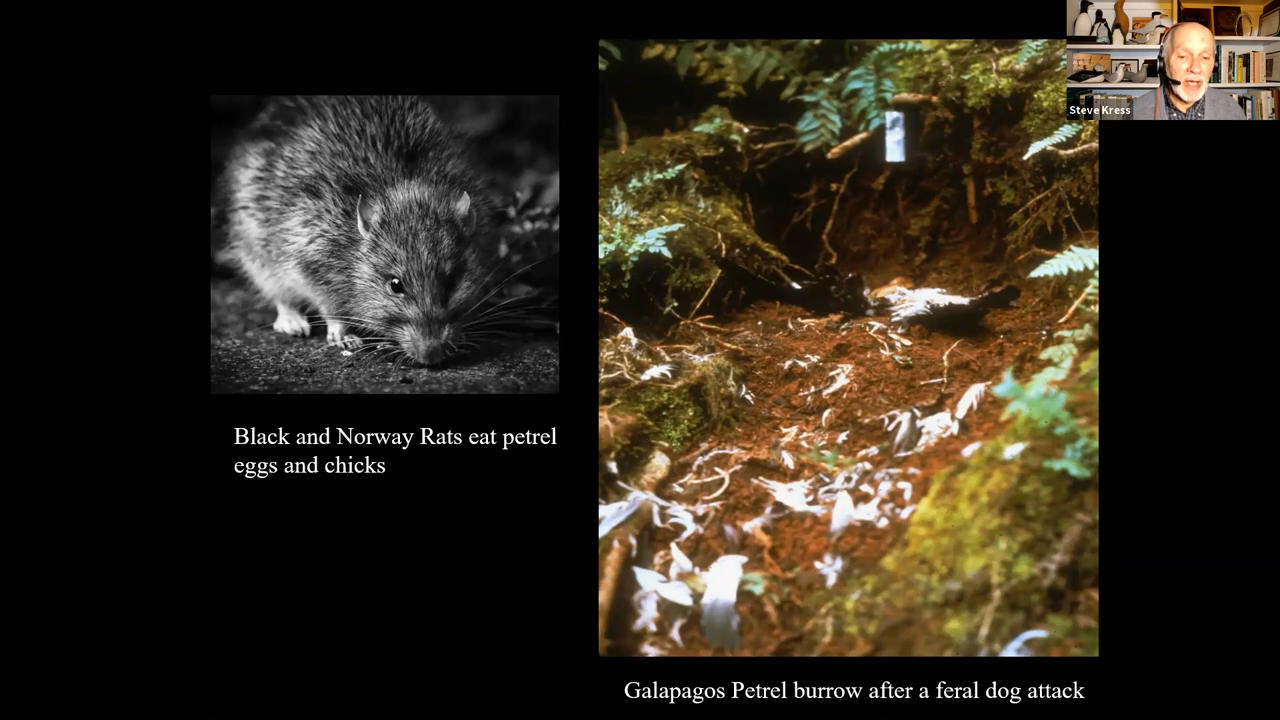 Steve Kress
Black and Norway Rats eat petrel
eggs and chicks
Galapagos Petrel burrow after a feral dog attack